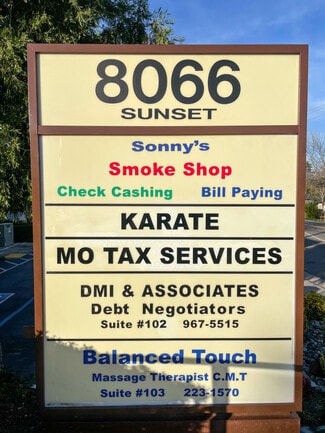 8066
SUNSET
Sonny's
Smoke Shop
Check Cashing Bill Paying
KARATE
MO TAX SERVICES
DMI & ASSOCIATES
Debt Negotiators
Suite #102 967-5515
Balanced Touch
Massage Therapist C.M.T
Suite #103 223-1570